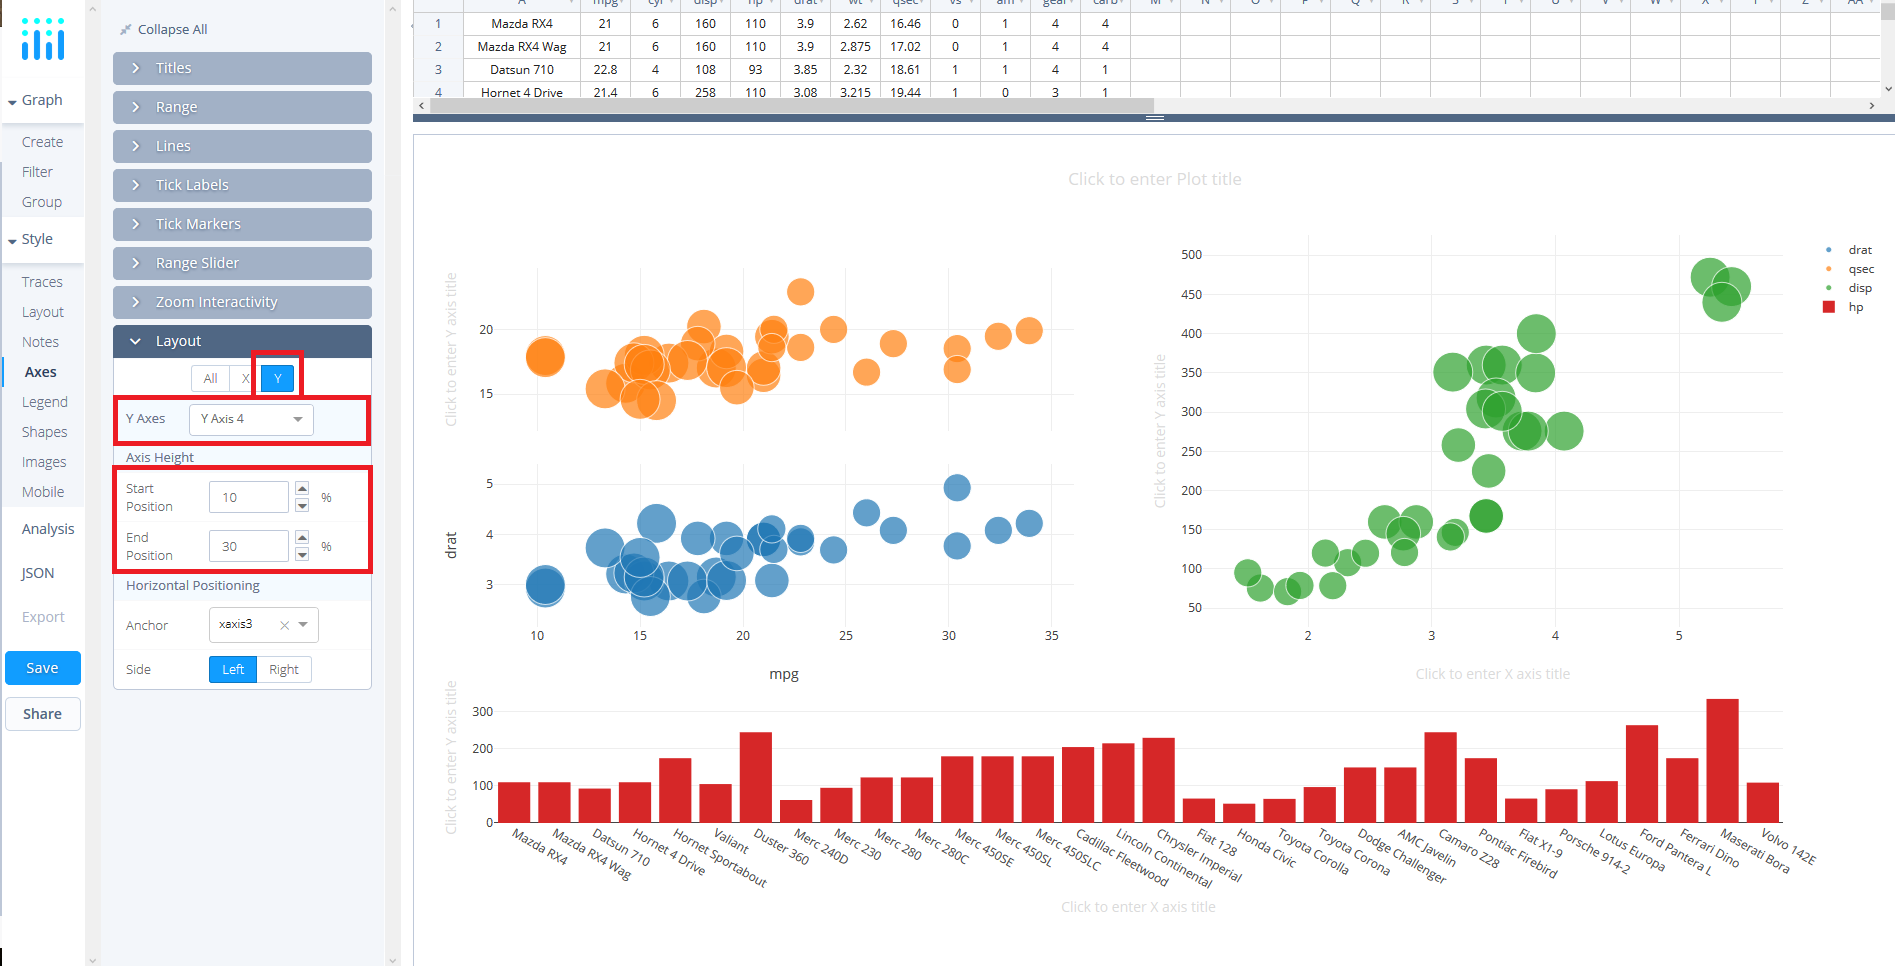 Collapse All
Titles
Range
Lines
Tick Labels
Tick Markers
Range Slider
Zoom Interactivity
Layout
All X Y
Y Axes Y Axis 4
Axis Height
Start Position 10 %
End Position 30 %
Horizontal Positioning
Anchor xaxis3
Side Left Right
Graph
Create
Filter
Group
Style
Traces
Layout
Notes
Axes
Legend
Shapes
Images
Mobile
Analysis
JSON
Export
Save
Share
A mpg cyl disp hp drat wt qsec vs am gear carb M N O P Q R S T U V W X Y Z AA
1 Mazda RX4 21 6 160 110 3.9 2.62 16.46 0 1 4 4
2 Mazda RX4 Wag 21 6 160 110 3.9 2.875 17.02 0 1 4 4
3 Datsun 710 22.8 4 108 93 3.85 2.32 18.61 1 1 4 1
4 Hornet 4 Drive 21.4 6 258 110 3.08 3.215 19.44 1 0 3 1
Click to enter Plot title
Click to enter Y axis title
20
15
drat
5
4
3
10 15 20 25 30 35
mpg
Click to enter Y axis title
500
450
400
350
300
250
200
150
100
50
2 3 4 5
Click to enter X axis title
drat
qsec
disp
hp
Click to enter Y axis title
300
200
100
0
Mazda RX4
Mazda RX4 Wag
Datsun 710
Hornet 4 Drive
Hornet Sportabout
Valiant
Duster 360
Merc 240D
Merc 230
Merc 280
Merc 280C
Merc 450SE
Merc 450SL
Merc 450SLC
Cadillac Fleetwood
Lincoln Continental
Chrysler Imperial
Fiat 128
Honda Civic
Toyota Corolla
Toyota Corona
Dodge Challenger
AMC Javelin
Camaro Z28
Pontiac Firebird
Fiat X1-9
Porsche 914-2
Lotus Europa
Ford Pantera L
Ferrari Dino
Maserati Bora
Volvo 142E
Click to enter X axis title